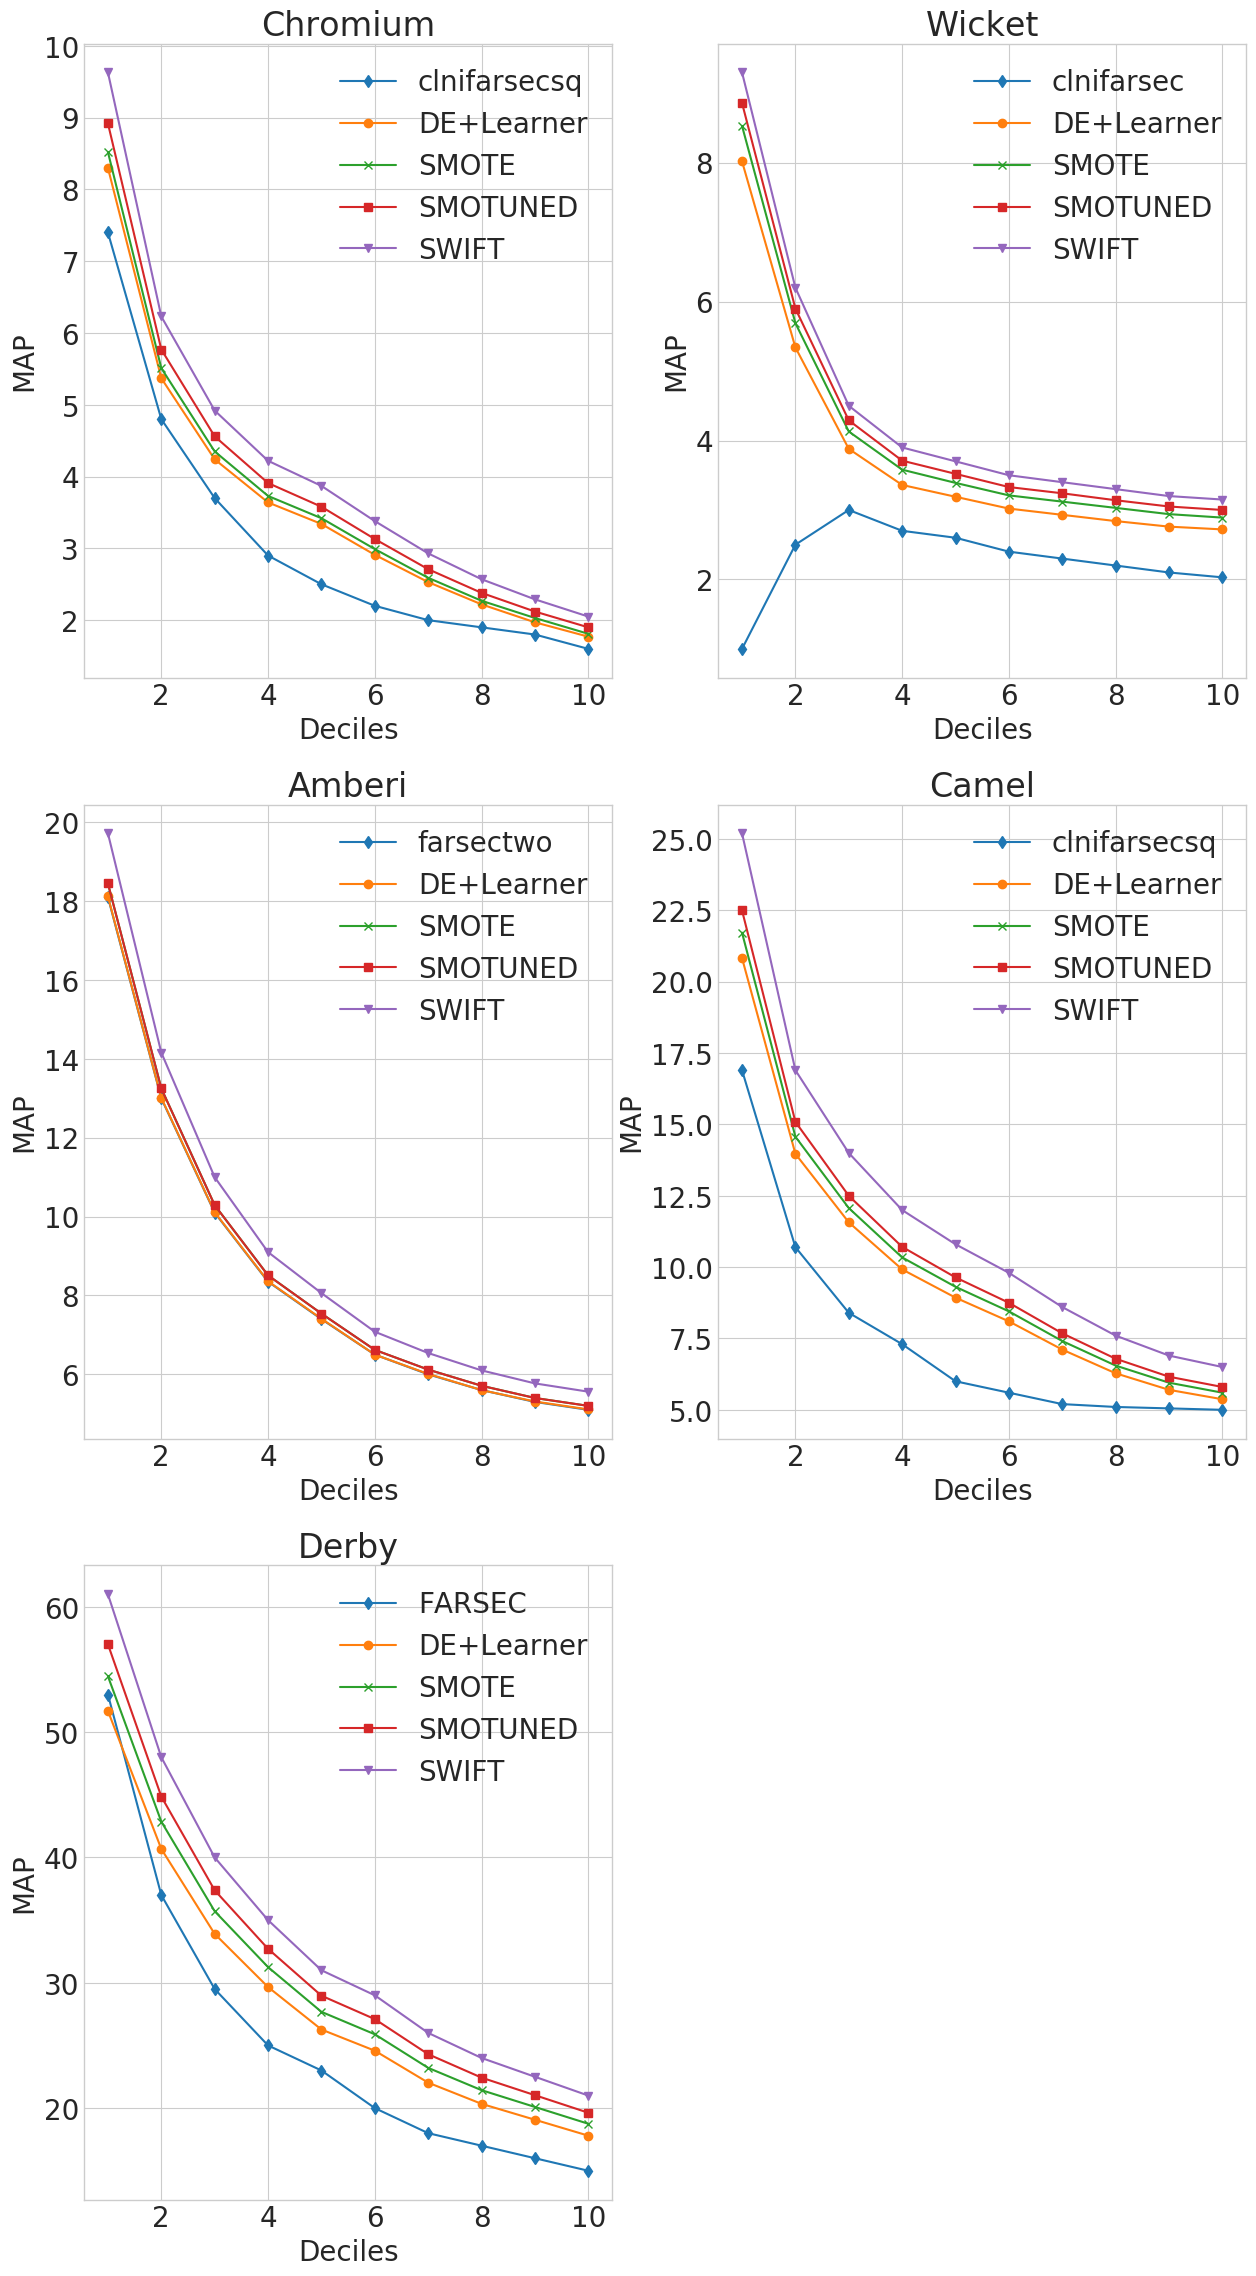 Chromium
10
9
8
7
6
5
4
3
2
MAP
clnifarsecsq
DE+Learner
SMOTE
SMOTUNED
SWIFT
2 4 6 8 10
Deciles
Wicket
8
6
4
2
MAP
clnifarsec
DE+Learner
SMOTE
SMOTUNED
SWIFT
2 4 6 8 10
Deciles
Amberi
20
18
16
14
12
10
8
6
MAP
farsectwo
DE+Learner
SMOTE
SMOTUNED
SWIFT
2 4 6 8 10
Deciles
Camel
25.0
22.5
20.0
17.5
15.0
12.5
10.0
7.5
5.0
MAP
clnifarsecsq
DE+Learner
SMOTE
SMOTUNED
SWIFT
2 4 6 8 10
Deciles
Derby
60
50
40
30
20
MAP
FARSEC
DE+Learner
SMOTE
SMOTUNED
SWIFT
2 4 6 8 10
Deciles